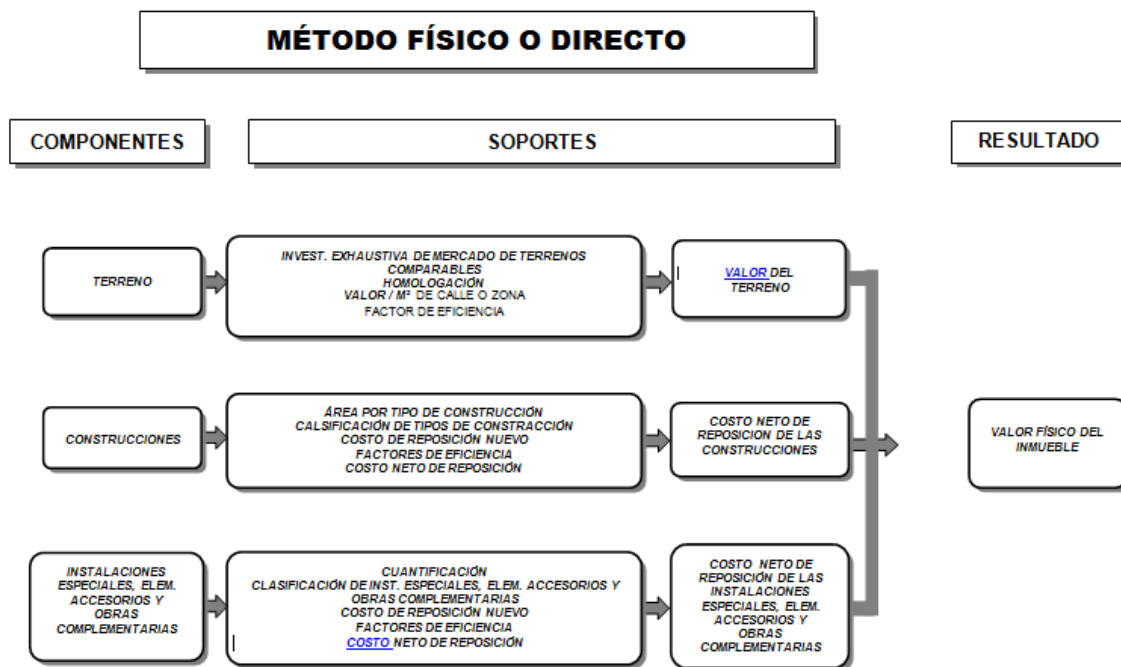 MÉTODO FÍSICO O DIRECTO
COMPONENTES
SOPORTES
RESULTADO
TERRENO
INVEST. EXHAUSTIVA DE MERCADO DE TERRENOS
COMPARABLES
HOMOLOGACIÓN
VALOR / M² DE CALLE O ZONA
FACTOR DE EFICIENCIA
VALOR DEL
TERRENO
CONSTRUCCIONES
ÁREA POR TIPO DE CONSTRUCCIÓN
CALSIFICACIÓN DE TIPOS DE CONSTRACCIÓN
COSTO DE REPOSICIÓN NUEVO
FACTORES DE EFICIENCIA
COSTO NETO DE REPOSICIÓN
COSTO NETO DE
REPOSICION DE LAS
CONSTRUCCIONES
VALOR FÍSICO DEL
INMUEBLE
INSTALACIONES
ESPECIALES, ELEM.
ACCESORIOS Y
OBRAS
COMPLEMENTARIAS
CUANTIFICACIÓN
CLASIFICACIÓN DE INST. ESPECIALES, ELEM. ACCESORIOS Y
OBRAS COMPLEMENTARIAS
COSTO DE REPOSICIÓN NUEVO
FACTORES DE EFICIENCIA
COSTO NETO DE REPOSICIÓN
COSTO NETO DE
REPOSICIÓN DE LAS
INSTALACIONES
ESPECIALES, ELEM.
ACCESORIOS Y
OBRAS
COMPLEMENTARIAS